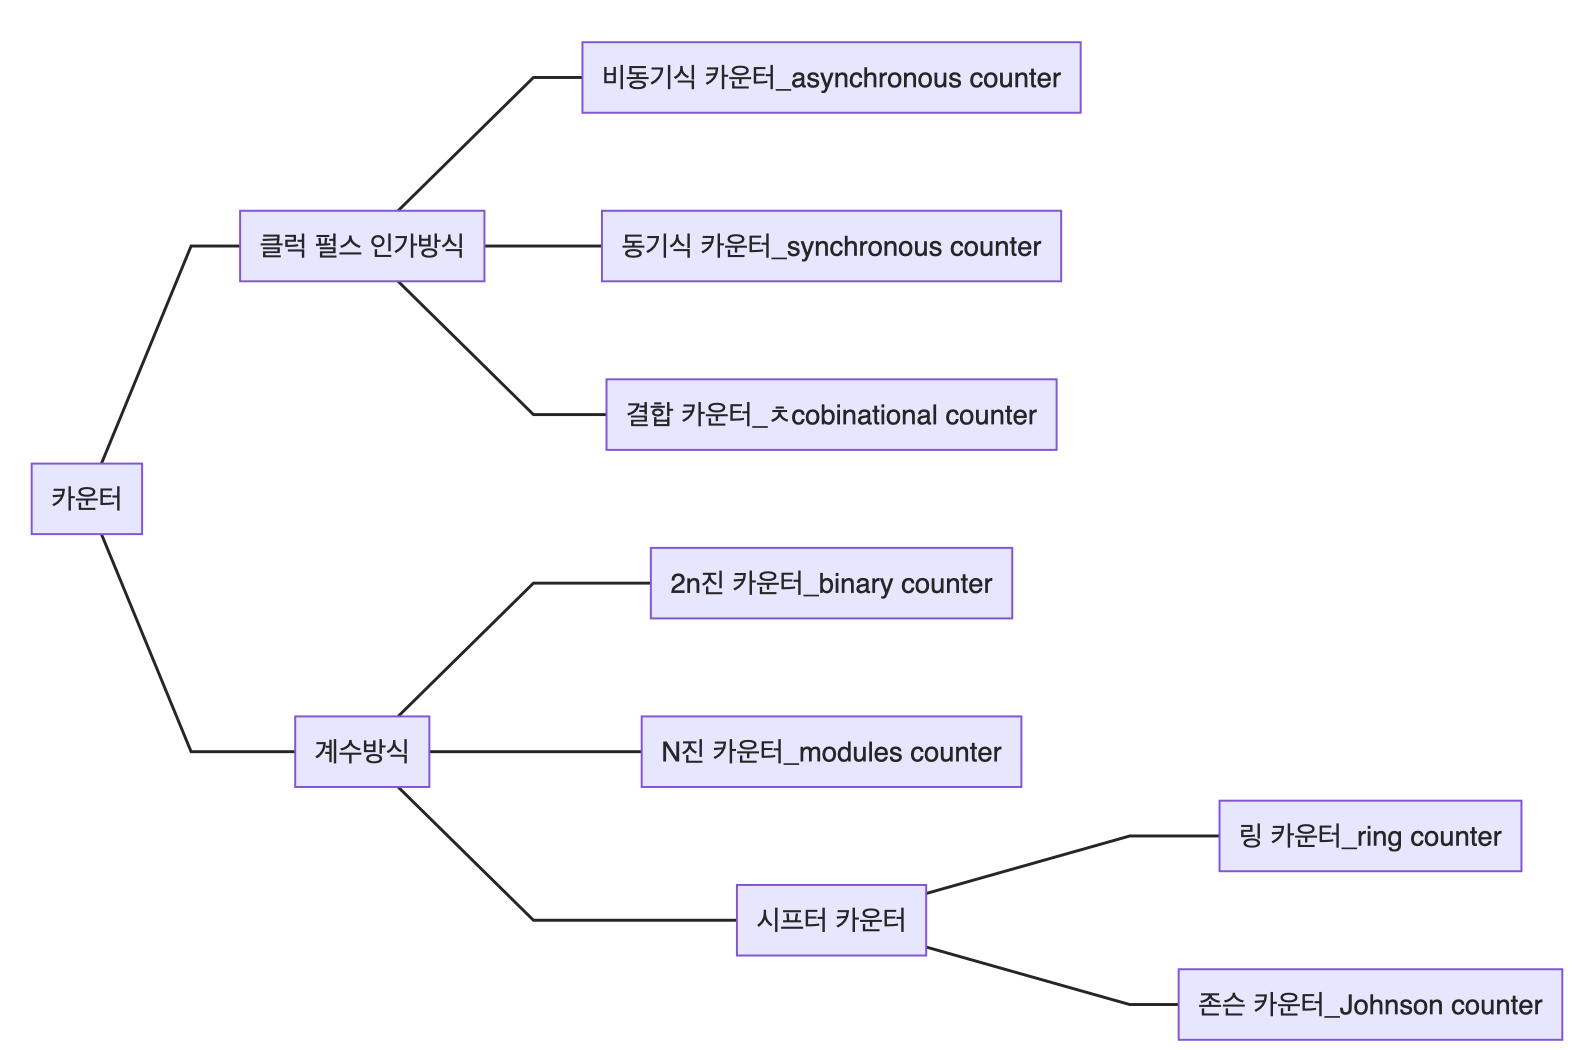 비동기식 카운터_asynchronous counter
클럭 펄스 인가방식
동기식 카운터_synchronous counter
결합 카운터_ㅊcobinational counter
카운터
2n진 카운터_binary counter
계수방식
N진 카운터_modules counter
링 카운터_ring counter
시프터 카운터
존슨 카운터_Johnson counter